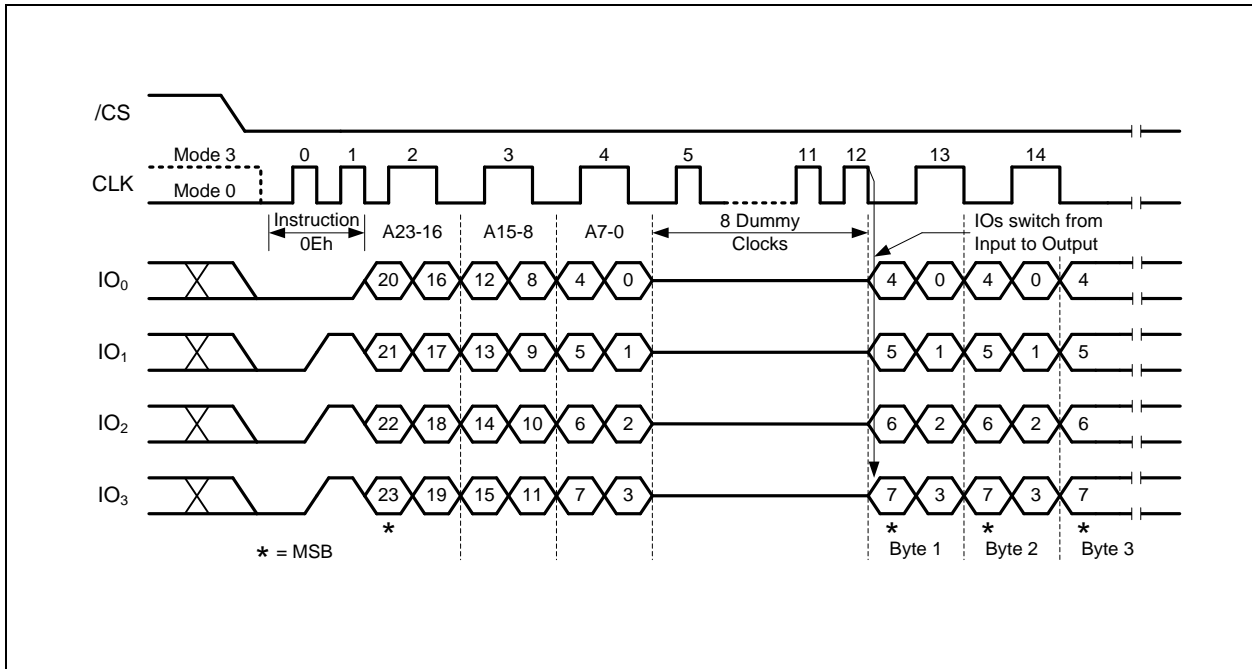 /CS
Mode 3 0 1 2 3 4 5 11 12 13 14
CLK Mode 0
Instruction 0Eh A23-16 A15-8 A7-0 8 Dummy Clocks IOs switch from Input to Output
IO₀ 20 16 12 8 4 0 4 0 4 0 4
IO₁ 21 17 13 9 5 1 5 1 5 1 5
IO₂ 22 18 14 10 6 2 6 2 6 2 6
IO₃ 23 19 15 11 7 3 7 3 7 3 7
* * * *
* = MSB Byte 1 Byte 2 Byte 3